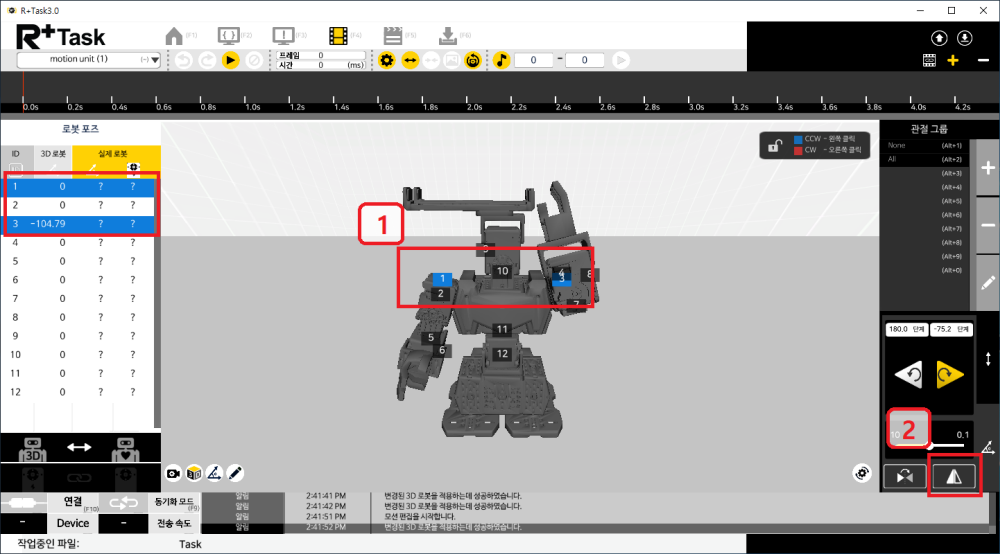 R+Task3.0
R+Task
(F1) (F2) (F3) (F4) (F5) (F6)
motion unit (1) (-)
프레임 0
시간 0 (ms)
0 - 0
0.0s 0.2s 0.4s 0.6s 0.8s 1.0s 1.2s 1.4s 1.6s 1.8s 2.0s 2.2s 2.4s 2.6s 2.8s 3.0s 3.2s 3.4s 3.6s 3.8s 4.0s 4.2s
로봇 포즈
ID 3D 로봇 실제 로봇
1 0 ? ?
2 0 ? ?
3 -104.79 ? ?
4 0 ? ?
5 0 ? ?
6 0 ? ?
7 0 ? ?
8 0 ? ?
9 0 ? ?
10 0 ? ?
11 0 ? ?
12 0 ? ?
3D
CCW - 왼쪽 클릭
CW - 오른쪽 클릭
1
9
10
4
3
8
1
2
7
5
6
11
12
관절 그룹
None (Alt+1)
All (Alt+2)
(Alt+3)
(Alt+4)
(Alt+5)
(Alt+6)
(Alt+7)
(Alt+8)
(Alt+9)
(Alt+0)
180.0 단계 -75.2 단계
10 2 0.1
연결 (F10) 동기화 모드 (F9)
- Device - 전송 속도
알림 2:41:41 PM 변경된 3D 로봇을 적용하는데 성공하였습니다.
알림 2:41:42 PM 변경된 3D 로봇을 적용하는데 성공하였습니다.
알림 2:41:51 PM 모션 편집을 시작합니다.
알림 2:41:52 PM 변경된 3D 로봇을 적용하는데 성공하였습니다.
작업중인 파일: Task